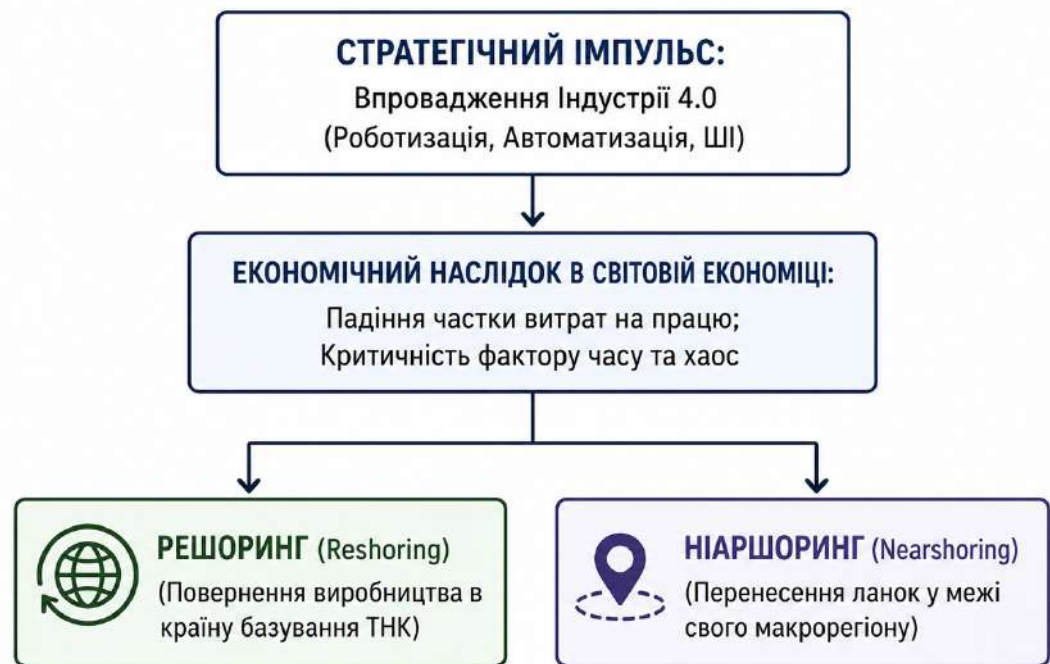 СТРАТЕГІЧНИЙ ІМПУЛЬС:
Впровадження Індустрії 4.0
(Роботизація, Автоматизація, ШІ)
ЕКОНОМІЧНИЙ НАСЛІДОК В СВІТОВІЙ ЕКОНОМІЦІ:
Падіння частки витрат на працю;
Критичність фактору часу та хаос
РЕШОРИНГ (Reshoring)
(Повернення виробництва в
країну базування ТНК)
НІАРШОРИНГ (Nearshoring)
(Перенесення ланок у межі
свого макрорегіону)